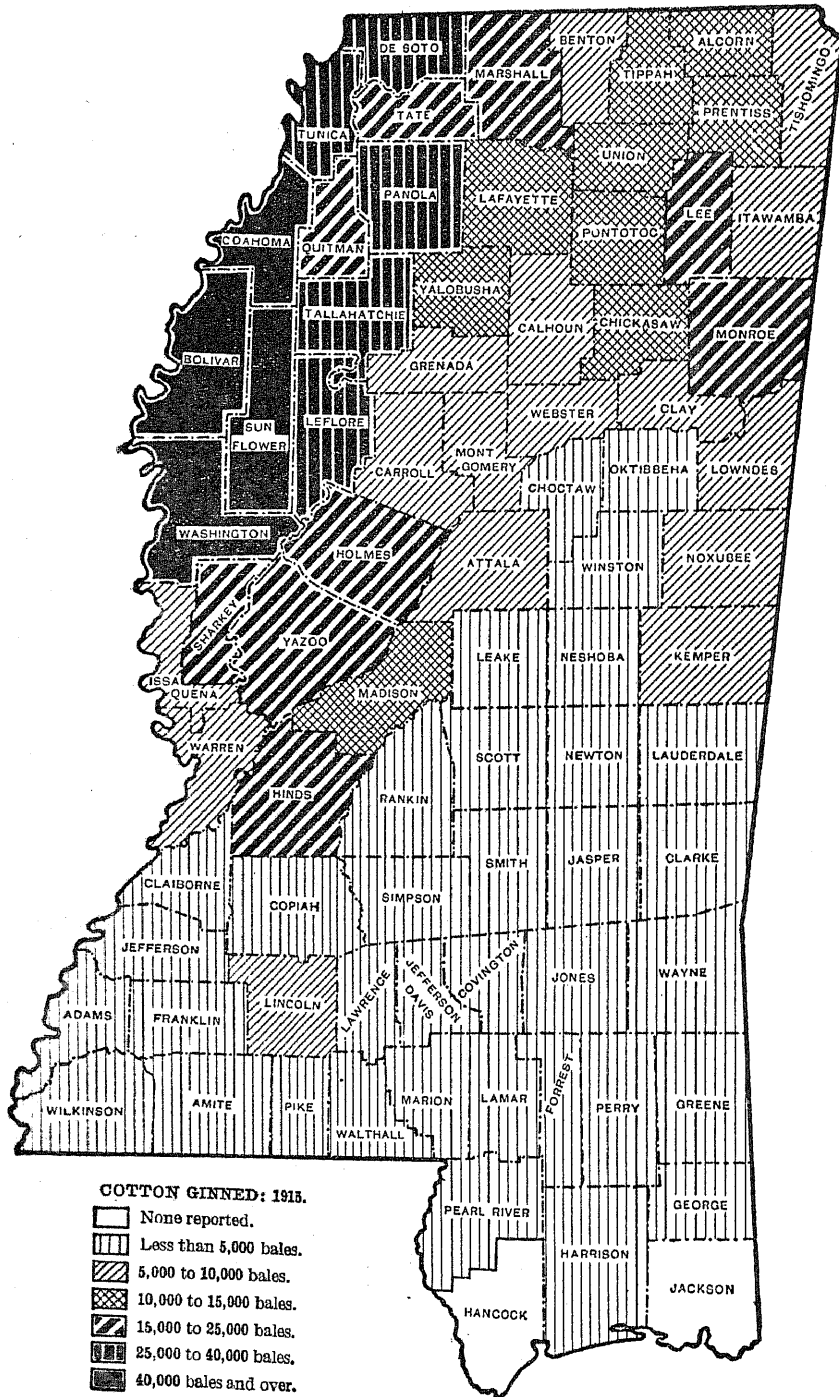 DE SOTO
BENTON
ALCORN
MARSHALL
TIPPAH
TISHOMINGO
TATE
PRENTISS
TUNICA
UNION
PANOLA
LAFAYETTE
LEE
ITAWAMBA
COAHOMA
QUITMAN
PONTOTOC
YALOBUSHA
TALLAHATCHIE
CALHOUN
CHICKASAW
MONROE
BOLIVAR
GRENADA
SUN
FLOWER
LEFLORE
WEBSTER
CLAY
CARROLL
MONT
GOMERY
CHOCTAW
OKTIBBEHA
LOWNDES
WASHINGTON
HOLMES
ATTALA
WINSTON
NOXUBEE
SHARKEY
YAZOO
LEAKE
NESHOBA
KEMPER
ISSA
QUENA
MADISON
WARREN
SCOTT
NEWTON
LAUDERDALE
HINDS
RANKIN
SMITH
JASPER
CLARKE
CLAIBORNE
COPIAH
SIMPSON
JEFFERSON
LAWRENCE
JEFFERSON
DAVIS
COVINGTON
JONES
WAYNE
LINCOLN
ADAMS
FRANKLIN
WILKINSON
AMITE
PIKE
WALTHALL
MARION
LAMAR
FORREST
PERRY
GREENE
PEARL RIVER
GEORGE
HARRISON
HANCOCK
JACKSON
COTTON GINNED: 1915.
None reported.
Less than 5,000 bales.
5,000 to 10,000 bales.
10,000 to 15,000 bales.
15,000 to 25,000 bales.
25,000 to 40,000 bales.
40,000 bales and over.